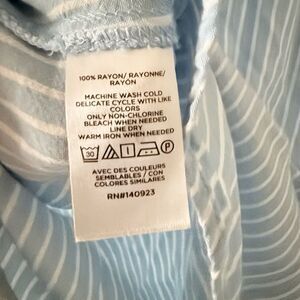 100% RAYON/ RAYONNE/
RAYÓN
MACHINE WASH COLD
DELICATE CYCLE WITH LIKE
COLORS
ONLY NON-CHLORINE
BLEACH WHEN NEEDED
LINE DRY
WARM IRON WHEN NEEDED
30 P
AVEC DES COULEURS
SEMBLABLES / CON
COLORES SIMILARES
RN#140923